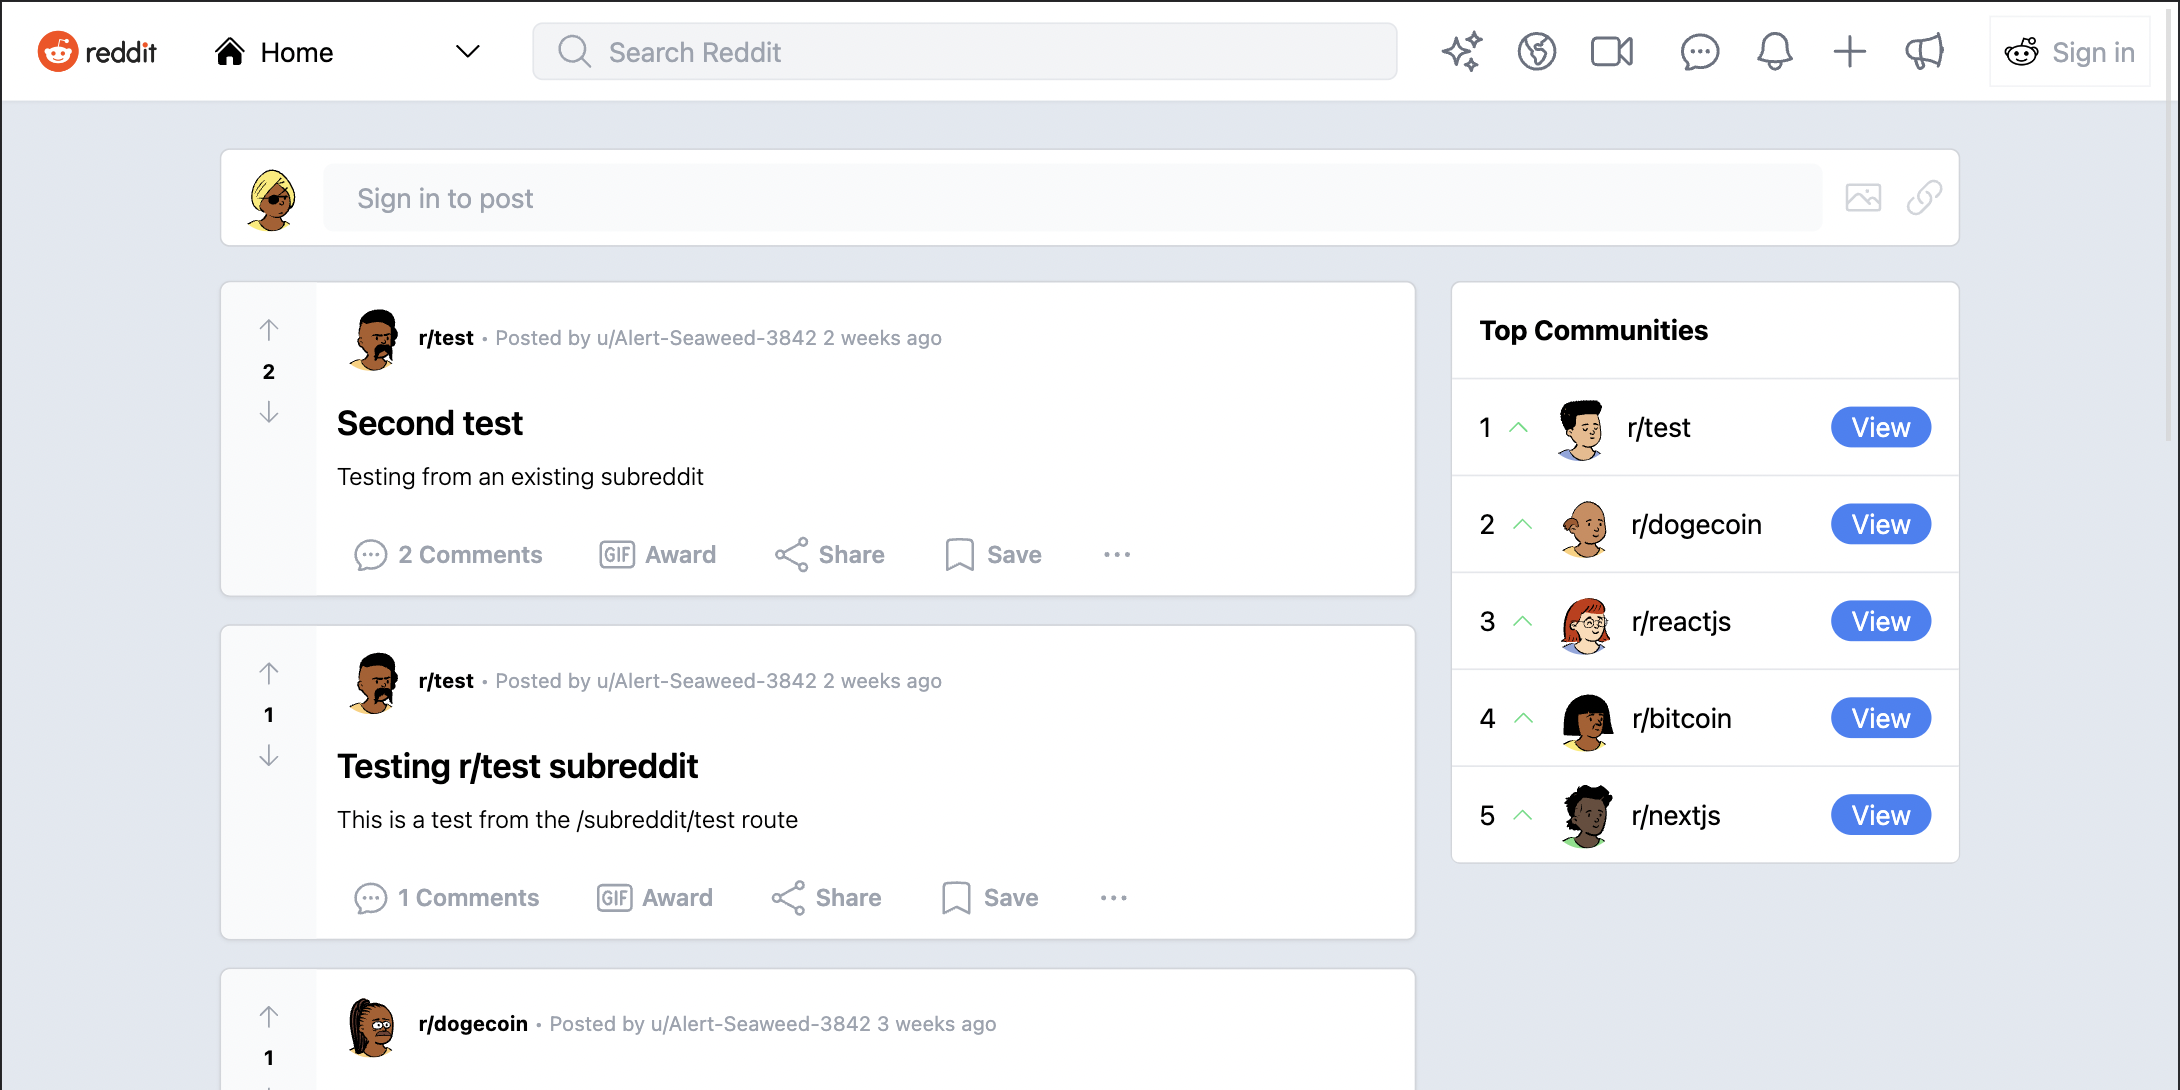 reddit
Home
Search Reddit
Sign in
Sign in to post
2
r/test • Posted by u/Alert-Seaweed-3842 2 weeks ago
Second test
Testing from an existing subreddit
2 Comments
GIF Award
Share
Save
1
r/test • Posted by u/Alert-Seaweed-3842 2 weeks ago
Testing r/test subreddit
This is a test from the /subreddit/test route
1 Comments
GIF Award
Share
Save
1
r/dogecoin • Posted by u/Alert-Seaweed-3842 3 weeks ago
Top Communities
1 r/test View
2 r/dogecoin View
3 r/reactjs View
4 r/bitcoin View
5 r/nextjs View